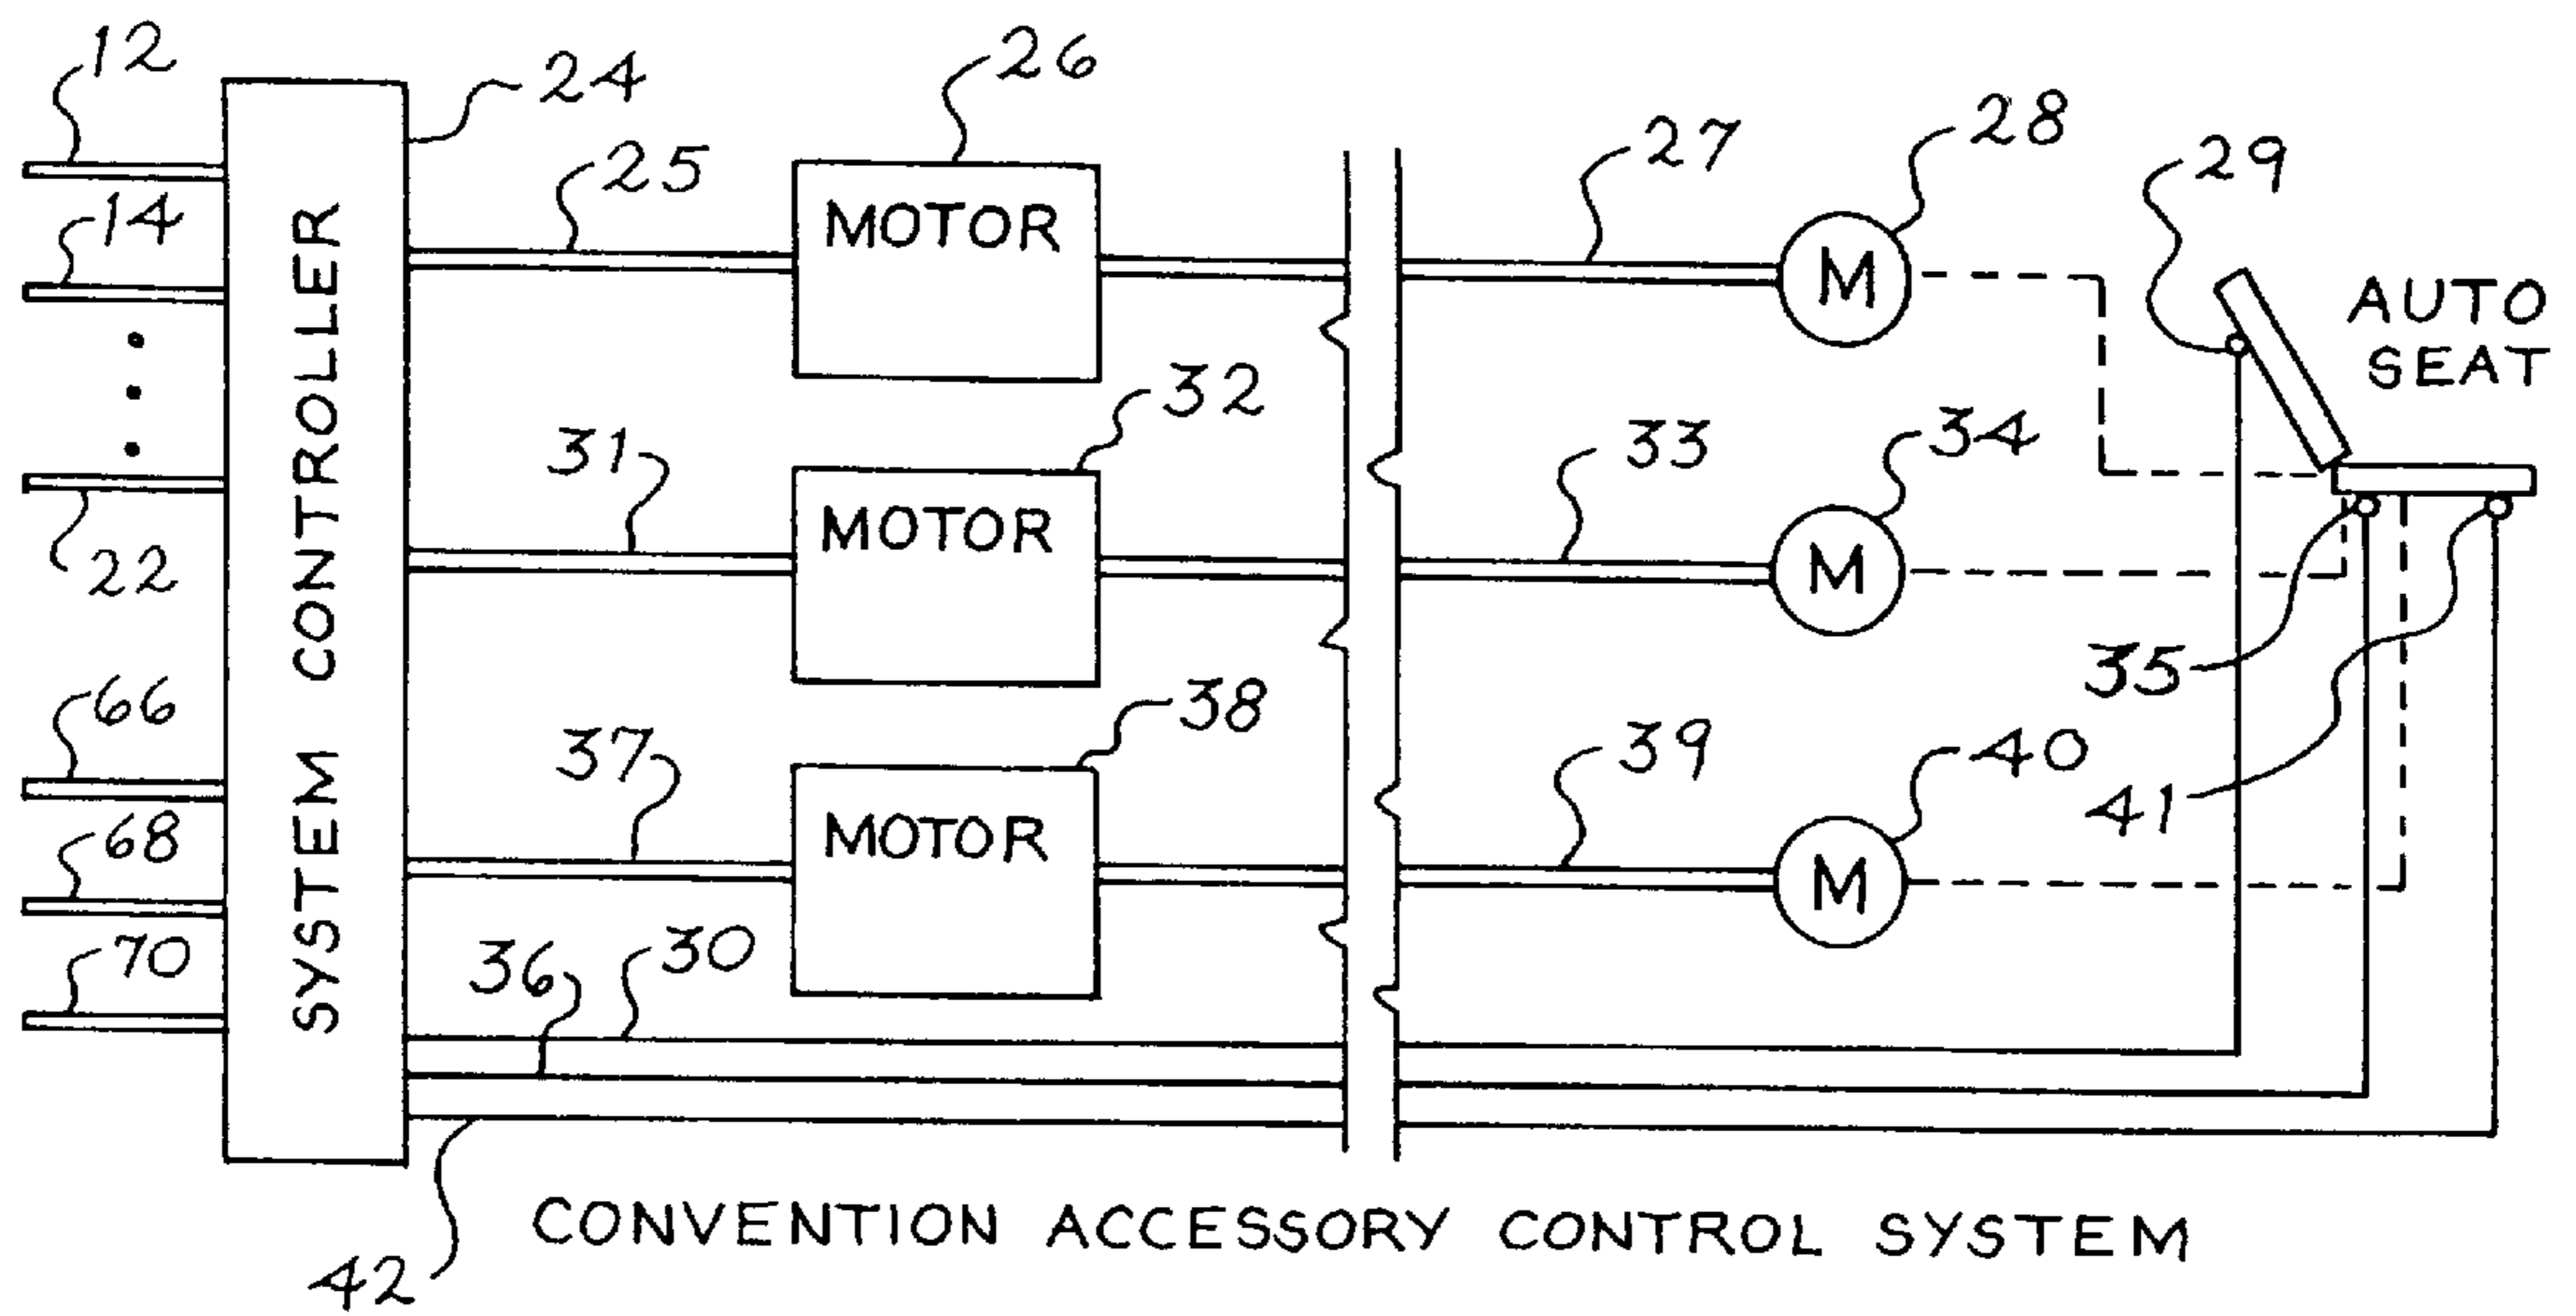 12
24
26
14
25
27
28
29
MOTOR
M
AUTO
SEAT
SYSTEM CONTROLLER
31
32
33
34
22
MOTOR
M
35
66
37
38
39
40
41
68
MOTOR
M
70
36
30
42
CONVENTION ACCESSORY CONTROL SYSTEM